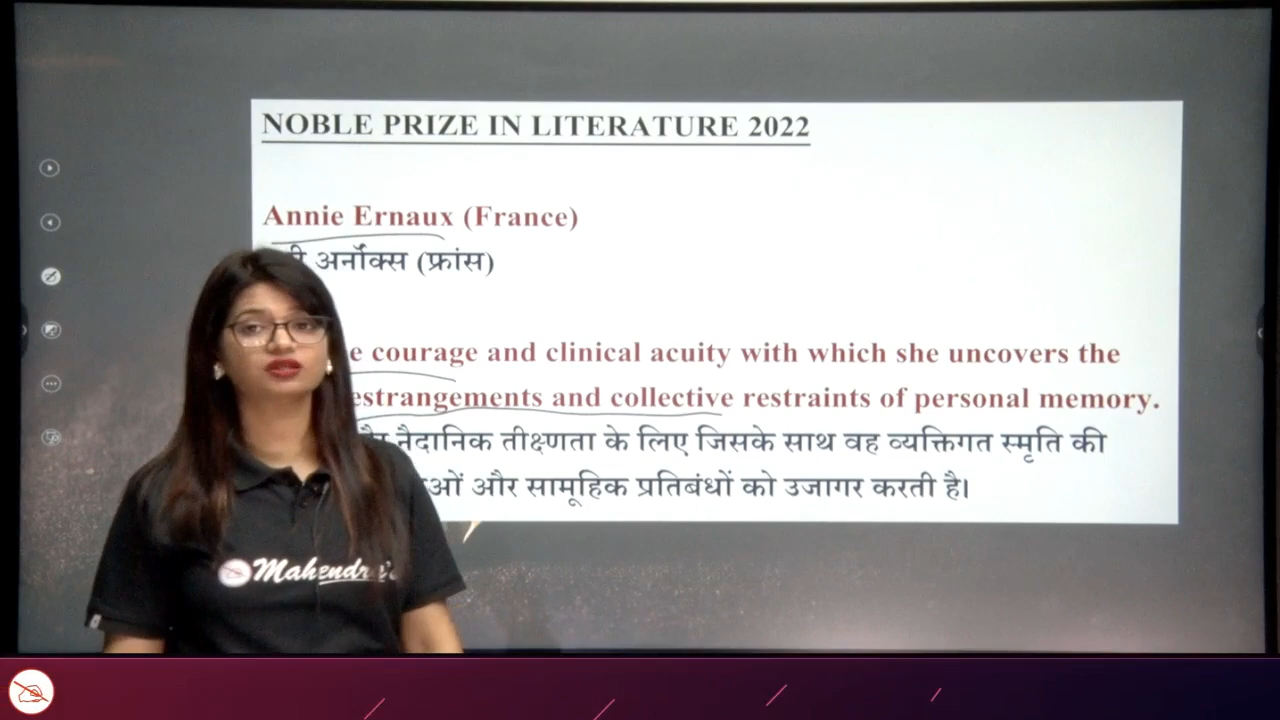 NOBLE PRIZE IN LITERATURE 2022
Annie Ernaux (France)
अर्नॉक्स (फ्रांस)
courage and clinical acuity with which she uncovers the
estrangements and collective restraints of personal memory.
नैदानिक तीक्ष्णता के लिए जिसके साथ वह व्यक्तिगत स्मृति की
और सामूहिक प्रतिबंधों को उजागर करती है।
Mahendra's